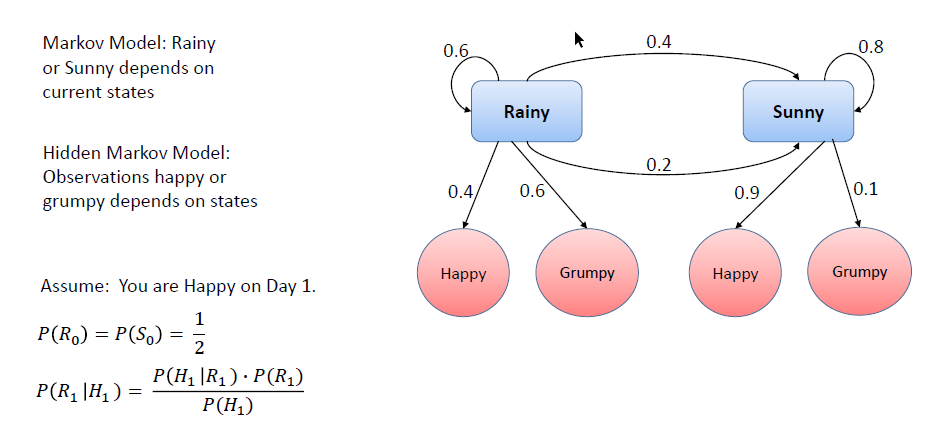 Markov Model: Rainy
or Sunny depends on
current states
Hidden Markov Model:
Observations happy or
grumpy depends on states
Assume:  You are Happy on Day 1.
P(R₀) = P(S₀) = 1/2
P(R₁|H₁) = P(H₁|R₁)·P(R₁)/P(H₁)
0.6
0.4
0.8
Rainy
Sunny
0.2
0.4
0.6
0.9
0.1
Happy
Grumpy
Happy
Grumpy